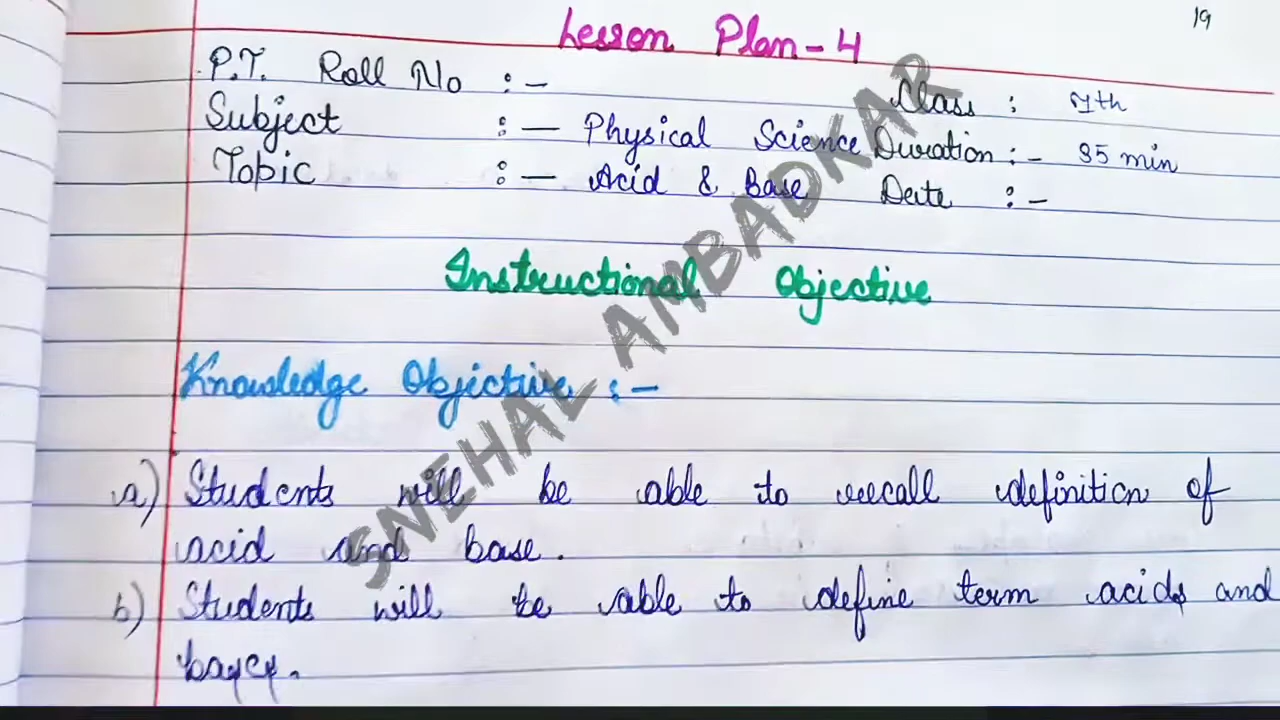 19
Lesson Plan - 4
P.T. Roll No :-
Class : 7th
Subject :- Physical Science Duration :- 35 min
Topic :- Acid & Base Date :-
Instructional Objective
Knowledge Objective :-
a) Students will be able to recall definition of
acid and base.
b) Students will be able to define term acids and
bases.
SNEHAL AMBADKAR